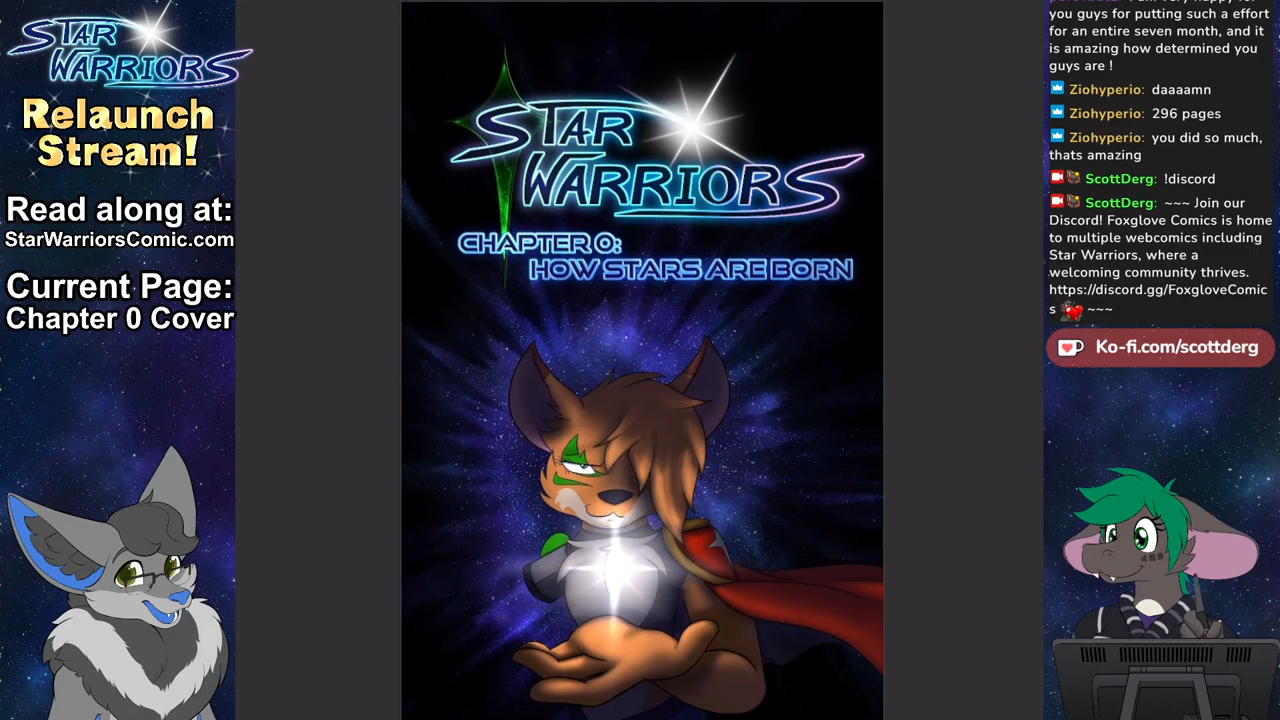 STAR
WARRIORS
Relaunch
Stream!
Read along at:
StarWarriorsComic.com
Current Page:
Chapter 0 Cover
STAR
WARRIORS
CHAPTER 0:
HOW STARS ARE BORN
you guys for putting such a effort
for an entire seven month, and it
is amazing how determined you
guys are !
Ziohyperio: daaaamn
Ziohyperio: 296 pages
Ziohyperio: you did so much,
thats amazing
ScottDerg: !discord
ScottDerg: ~~~ Join our
Discord! Foxglove Comics is home
to multiple webcomics including
Star Warriors, where a
welcoming community thrives.
https://discord.gg/FoxgloveComic
s ~~~
Ko-fi.com/scottderg